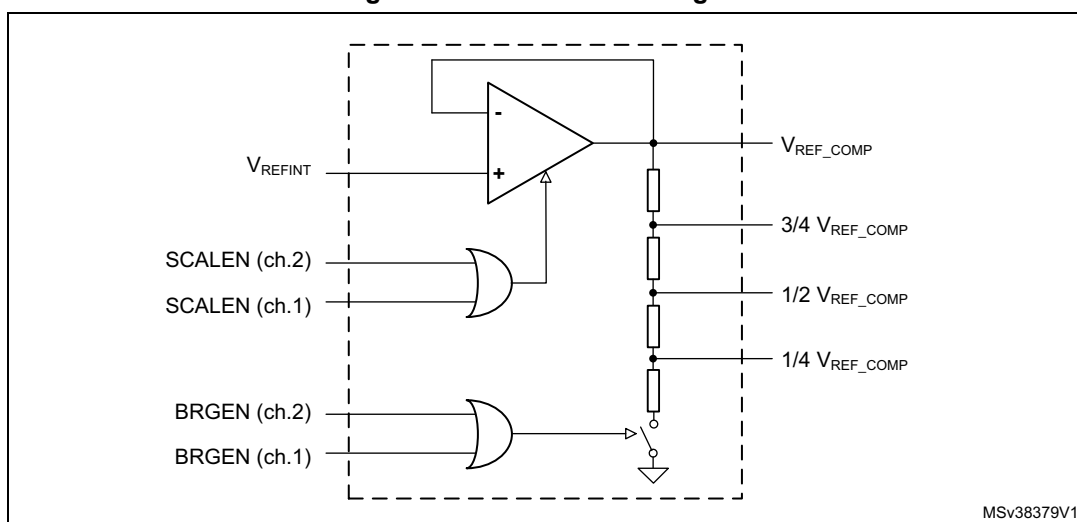 -
V_REFINT
+
V_REF_COMP
3/4 V_REF_COMP
SCALEN (ch.2)
SCALEN (ch.1)
1/2 V_REF_COMP
1/4 V_REF_COMP
BRGEN (ch.2)
BRGEN (ch.1)
MSv38379V1